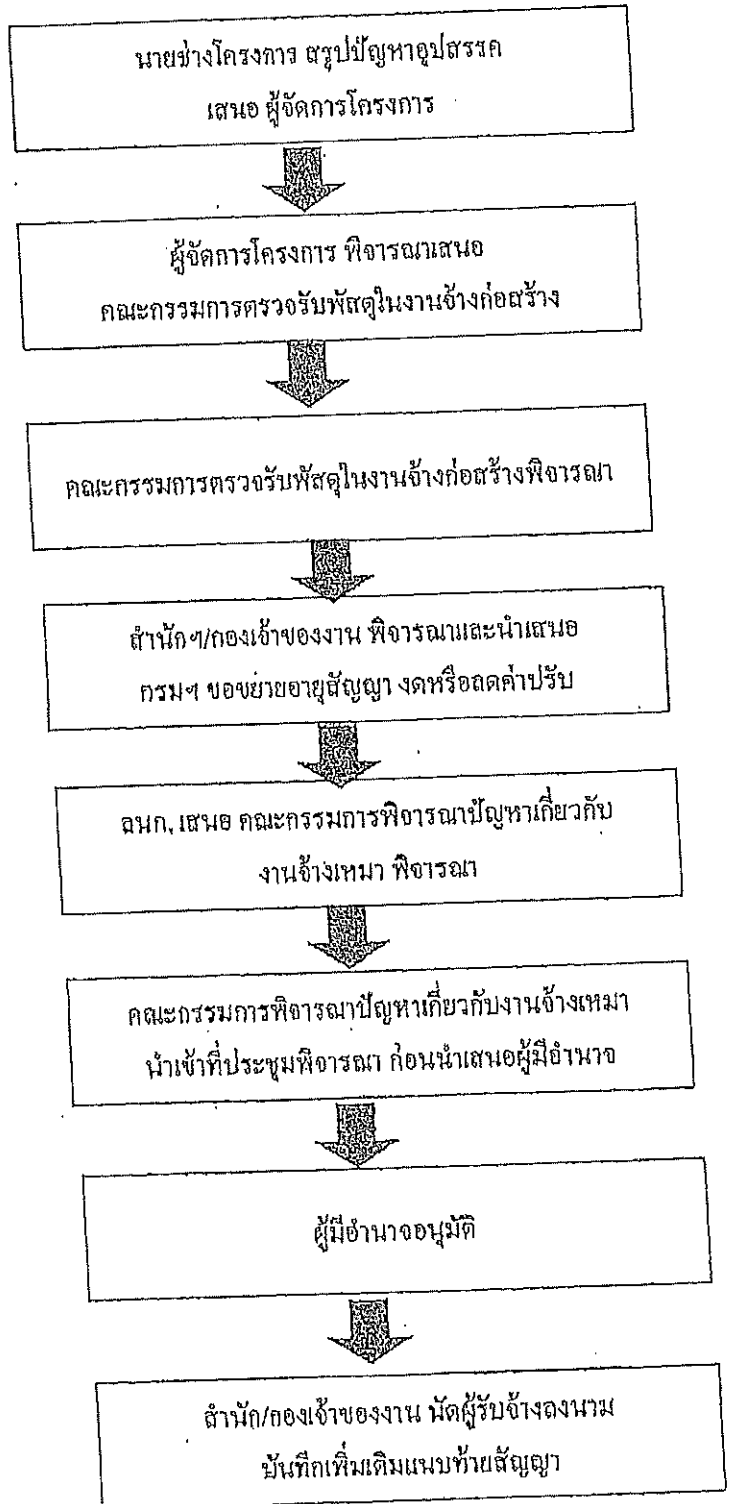 นายช่างโครงการ สรุปปัญหาอุปสรรค
เสนอ ผู้จัดการโครงการ
ผู้จัดการโครงการ พิจารณาเสนอ
คณะกรรมการตรวจรับพัสดุในงานจ้างก่อสร้าง
คณะกรรมการตรวจรับพัสดุในงานจ้างก่อสร้างพิจารณา
สำนักฯ/กองเจ้าของงาน พิจารณาและนำเสนอ
กรมฯ ขอขยายอายุสัญญา งดหรือลดค่าปรับ
ลนก. เสนอ คณะกรรมการพิจารณาปัญหาเกี่ยวกับ
งานจ้างเหมา พิจารณา
คณะกรรมการพิจารณาปัญหาเกี่ยวกับงานจ้างเหมา
นำเข้าที่ประชุมพิจารณา ก่อนนำเสนอผู้มีอำนาจ
ผู้มีอำนาจอนุมัติ
สำนัก/กองเจ้าของงาน นัดผู้รับจ้างลงนาม
บันทึกเพิ่มเติมแนบท้ายสัญญา